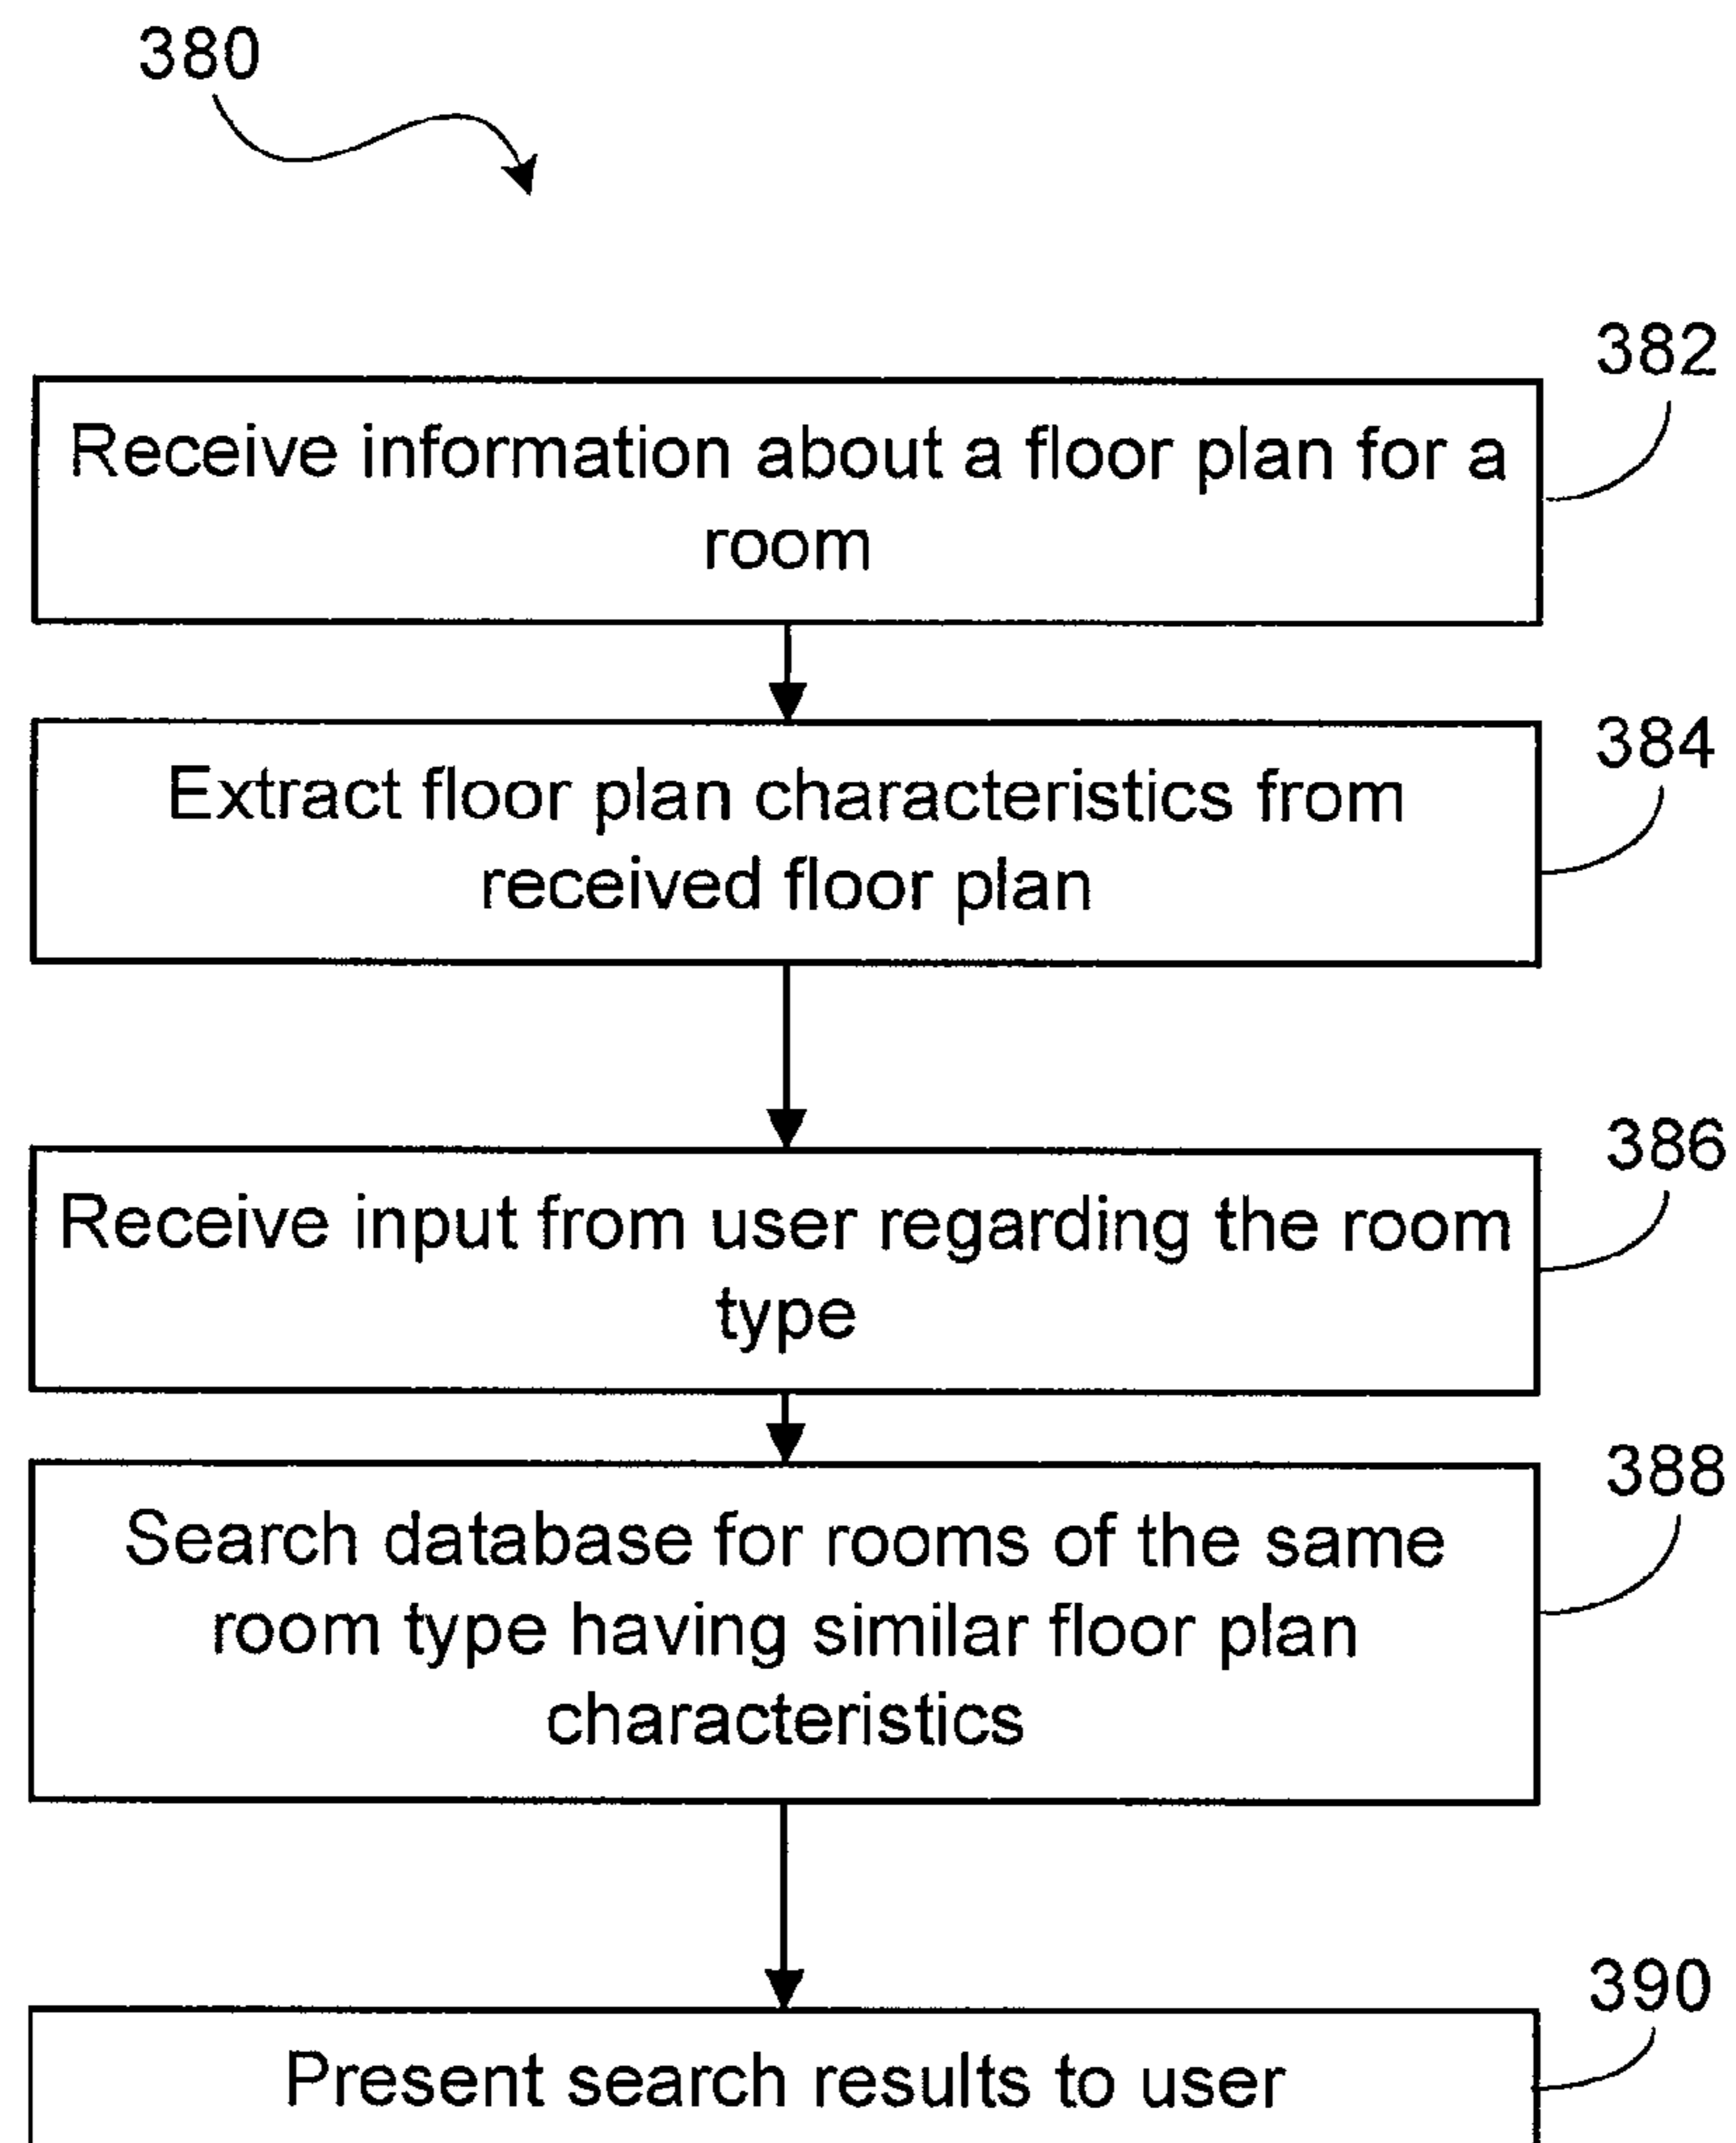 380
382
Receive information about a floor plan for a
room
384
Extract floor plan characteristics from
received floor plan
386
Receive input from user regarding the room
type
388
Search database for rooms of the same
room type having similar floor plan
characteristics
390
Present search results to user